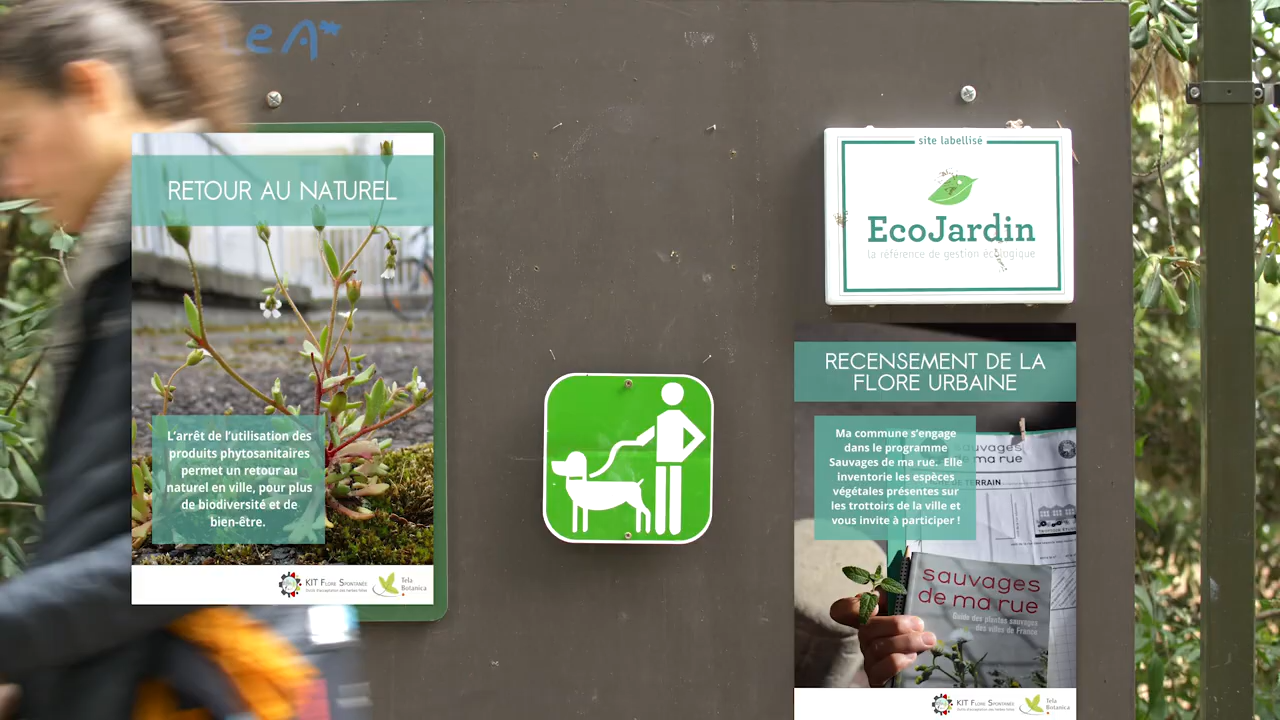 eA*
RETOUR AU NATUREL
L'arrêt de l'utilisation des
produits phytosanitaires
permet un retour au
naturel en ville, pour plus
de biodiversité et de
bien-être.
KIT FLORE SPONTANÉE
Tela
Botanica
site labellisé
EcoJardin
la référence de gestion écologique
RECENSEMENT DE LA
FLORE URBAINE
Ma commune s'engage
dans le programme
Sauvages de ma rue. Elle
inventorie les espèces
végétales présentes sur
les trottoirs de la ville et
vous invite à participer !
sauvages
de ma rue
TERRAIN
sauvages
de ma rue
Guide des plantes sauvages
des villes de France
KIT FLORE SPONTANÉE
Tela
Botanica